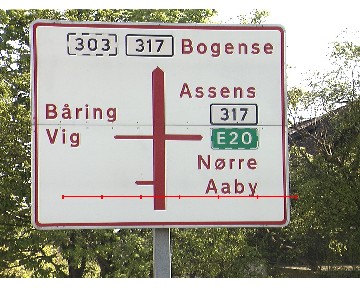 303 317 Bogense
Assens
317
Båring
Vig
E20
Nørre
Aaby